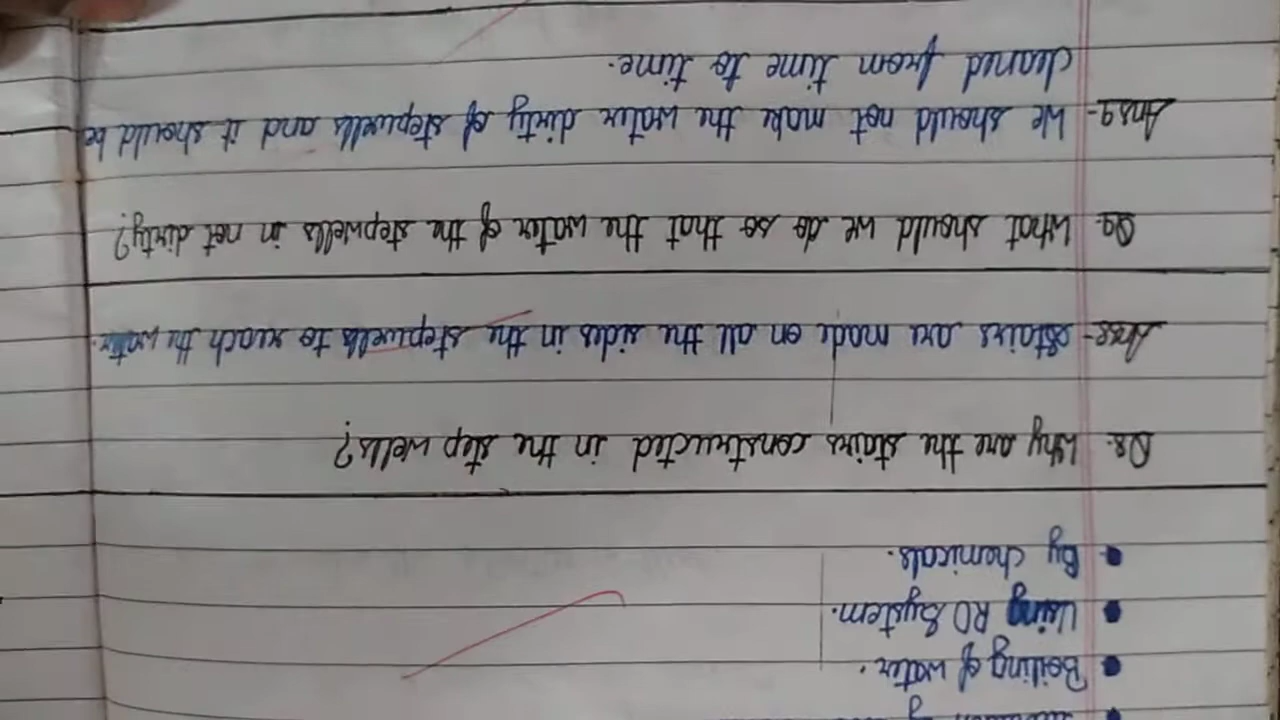 • Boiling of water.
• Using RO System.
• By chemicals.
Q8. Why are the stairs constructed in the step wells?
Ans8- Stairs are made on all the sides in the stepwells to reach the water.
Q9. What should we do so that the water of the stepwells in not dirty?
Ans9- We should not make the water dirty of stepwells and it should be
cleaned from time to time.